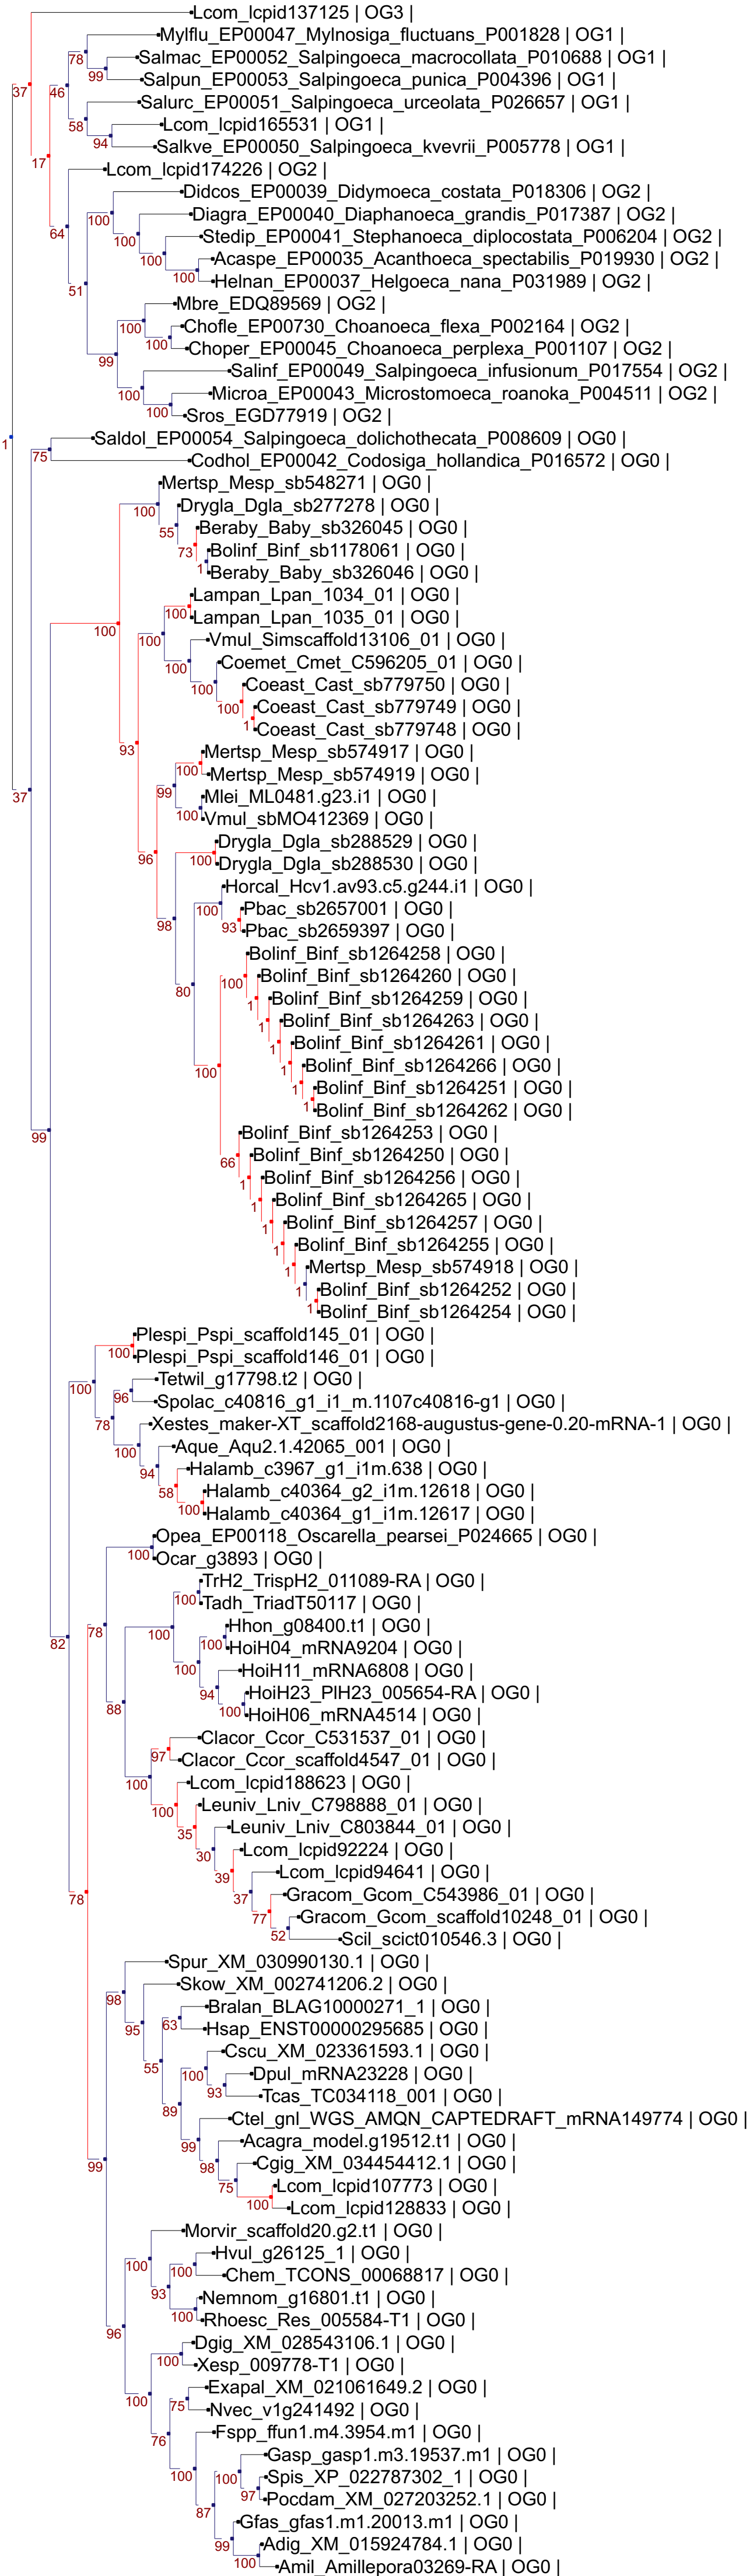 Lcom_lcpid137125 | OG3 |
Mylflu_EP00047_Mylnosiga_fluctuans_P001828 | OG1 |
78
Salmac_EP00052_Salpingoeca_macrocollata_P010688 | OG1 |
99
Salpun_EP00053_Salpingoeca_punica_P004396 | OG1 |
37
46
Salurc_EP00051_Salpingoeca_urceolata_P026657 | OG1 |
58
Lcom_lcpid165531 | OG1 |
94
Salkve_EP00050_Salpingoeca_kvevrii_P005778 | OG1 |
17
Lcom_lcpid174226 | OG2 |
Didcos_EP00039_Didymoeca_costata_P018306 | OG2 |
100
Diagra_EP00040_Diaphanoeca_grandis_P017387 | OG2 |
64
100
Stedip_EP00041_Stephanoeca_diplocostata_P006204 | OG2 |
100
Acaspe_EP00035_Acanthoeca_spectabilis_P019930 | OG2 |
100
Helnan_EP00037_Helgoeca_nana_P031989 | OG2 |
51
Mbre_EDQ89569 | OG2 |
100
Chofle_EP00730_Choanoeca_flexa_P002164 | OG2 |
100
Choper_EP00045_Choanoeca_perplexa_P001107 | OG2 |
99
Salinf_EP00049_Salpingoeca_infusionum_P017554 | OG2 |
100
Microa_EP00043_Microstomoeca_roanoka_P004511 | OG2 |
100
Sros_EGD77919 | OG2 |
1
Saldol_EP00054_Salpingoeca_dolichothecata_P008609 | OG0 |
75
Codhol_EP00042_Codosiga_hollandica_P016572 | OG0 |
Mertsp_Mesp_sb548271 | OG0 |
100
Drygla_Dgla_sb277278 | OG0 |
55
Beraby_Baby_sb326045 | OG0 |
73
Bolinf_Binf_sb1178061 | OG0 |
1
Beraby_Baby_sb326046 | OG0 |
Lampan_Lpan_1034_01 | OG0 |
100
Lampan_Lpan_1035_01 | OG0 |
100
100
Vmul_Simscaffold13106_01 | OG0 |
100
Coemet_Cmet_C596205_01 | OG0 |
100
Coeast_Cast_sb779750 | OG0 |
100
Coeast_Cast_sb779749 | OG0 |
1
Coeast_Cast_sb779748 | OG0 |
93
Mertsp_Mesp_sb574917 | OG0 |
100
Mertsp_Mesp_sb574919 | OG0 |
99
37
Mlei_ML0481.g23.i1 | OG0 |
100
Vmul_sbMO412369 | OG0 |
Drygla_Dgla_sb288529 | OG0 |
96
100
Drygla_Dgla_sb288530 | OG0 |
Horcal_Hcv1.av93.c5.g244.i1 | OG0 |
100
Pbac_sb2657001 | OG0 |
98
93
Pbac_sb2659397 | OG0 |
Bolinf_Binf_sb1264258 | OG0 |
100
Bolinf_Binf_sb1264260 | OG0 |
80
1
Bolinf_Binf_sb1264259 | OG0 |
1
Bolinf_Binf_sb1264263 | OG0 |
1
Bolinf_Binf_sb1264261 | OG0 |
1
Bolinf_Binf_sb1264266 | OG0 |
100
1
Bolinf_Binf_sb1264251 | OG0 |
1
Bolinf_Binf_sb1264262 | OG0 |
99
Bolinf_Binf_sb1264253 | OG0 |
66
Bolinf_Binf_sb1264250 | OG0 |
1
Bolinf_Binf_sb1264256 | OG0 |
1
Bolinf_Binf_sb1264265 | OG0 |
1
Bolinf_Binf_sb1264257 | OG0 |
1
Bolinf_Binf_sb1264255 | OG0 |
1
Mertsp_Mesp_sb574918 | OG0 |
1
Bolinf_Binf_sb1264252 | OG0 |
1
Bolinf_Binf_sb1264254 | OG0 |
Plespi_Pspi_scaffold145_01 | OG0 |
100
Plespi_Pspi_scaffold146_01 | OG0 |
100
Tetwil_g17798.t2 | OG0 |
96
Spolac_c40816_g1_i1_m.1107c40816-g1 | OG0 |
78
Xestes_maker-XT_scaffold2168-augustus-gene-0.20-mRNA-1 | OG0 |
100
Aque_Aqu2.1.42065_001 | OG0 |
94
Halamb_c3967_g1_i1m.638 | OG0 |
58
Halamb_c40364_g2_i1m.12618 | OG0 |
100
Halamb_c40364_g1_i1m.12617 | OG0 |
Opea_EP00118_Oscarella_pearsei_P024665 | OG0 |
100
Ocar_g3893 | OG0 |
TrH2_TrispH2_011089-RA | OG0 |
100
Tadh_TriadT50117 | OG0 |
82
78
100
Hhon_g08400.t1 | OG0 |
100
HoiH04_mRNA9204 | OG0 |
100
HoiH11_mRNA6808 | OG0 |
94
HoiH23_PlH23_005654-RA | OG0 |
88
100
HoiH06_mRNA4514 | OG0 |
Clacor_Ccor_C531537_01 | OG0 |
97
Clacor_Ccor_scaffold4547_01 | OG0 |
100
Lcom_lcpid188623 | OG0 |
100
Leuniv_Lniv_C798888_01 | OG0 |
35
Leuniv_Lniv_C803844_01 | OG0 |
30
Lcom_lcpid92224 | OG0 |
39
Lcom_lcpid94641 | OG0 |
78
37
Gracom_Gcom_C543986_01 | OG0 |
77
Gracom_Gcom_scaffold10248_01 | OG0 |
52
Scil_scict010546.3 | OG0 |
Spur_XM_030990130.1 | OG0 |
98
Skow_XM_002741206.2 | OG0 |
95
Bralan_BLAG10000271_1 | OG0 |
63
Hsap_ENST00000295685 | OG0 |
55
Cscu_XM_023361593.1 | OG0 |
100
Dpul_mRNA23228 | OG0 |
93
Tcas_TC034118_001 | OG0 |
89
Ctel_gnl_WGS_AMQN_CAPTEDRAFT_mRNA149774 | OG0 |
99
Acagra_model.g19512.t1 | OG0 |
99
98
Cgig_XM_034454412.1 | OG0 |
75
Lcom_lcpid107773 | OG0 |
100
Lcom_lcpid128833 | OG0 |
Morvir_scaffold20.g2.t1 | OG0 |
100
Hvul_g26125_1 | OG0 |
100
Chem_TCONS_00068817 | OG0 |
93
Nemnom_g16801.t1 | OG0 |
100
Rhoesc_Res_005584-T1 | OG0 |
96
Dgig_XM_028543106.1 | OG0 |
100
Xesp_009778-T1 | OG0 |
100
Exapal_XM_021061649.2 | OG0 |
75
Nvec_v1g241492 | OG0 |
76
Fspp_ffun1.m4.3954.m1 | OG0 |
100
Gasp_gasp1.m3.19537.m1 | OG0 |
100
Spis_XP_022787302_1 | OG0 |
97
Pocdam_XM_027203252.1 | OG0 |
87
Gfas_gfas1.m1.20013.m1 | OG0 |
99
Adig_XM_015924784.1 | OG0 |
100
Amil_Amillepora03269-RA | OG0 |